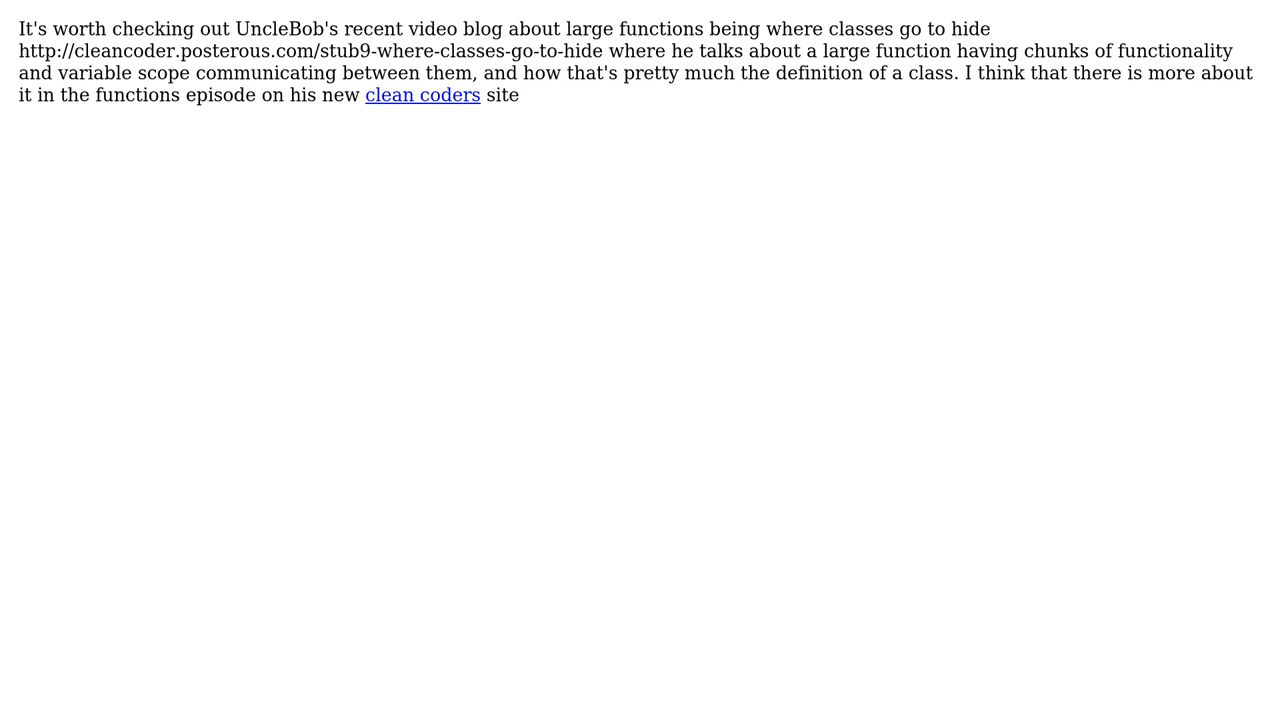 It's worth checking out UncleBob's recent video blog about large functions being where classes go to hide
http://cleancoder.posterous.com/stub9-where-classes-go-to-hide where he talks about a large function having chunks of functionality
and variable scope communicating between them, and how that's pretty much the definition of a class. I think that there is more about
it in the functions episode on his new clean coders site